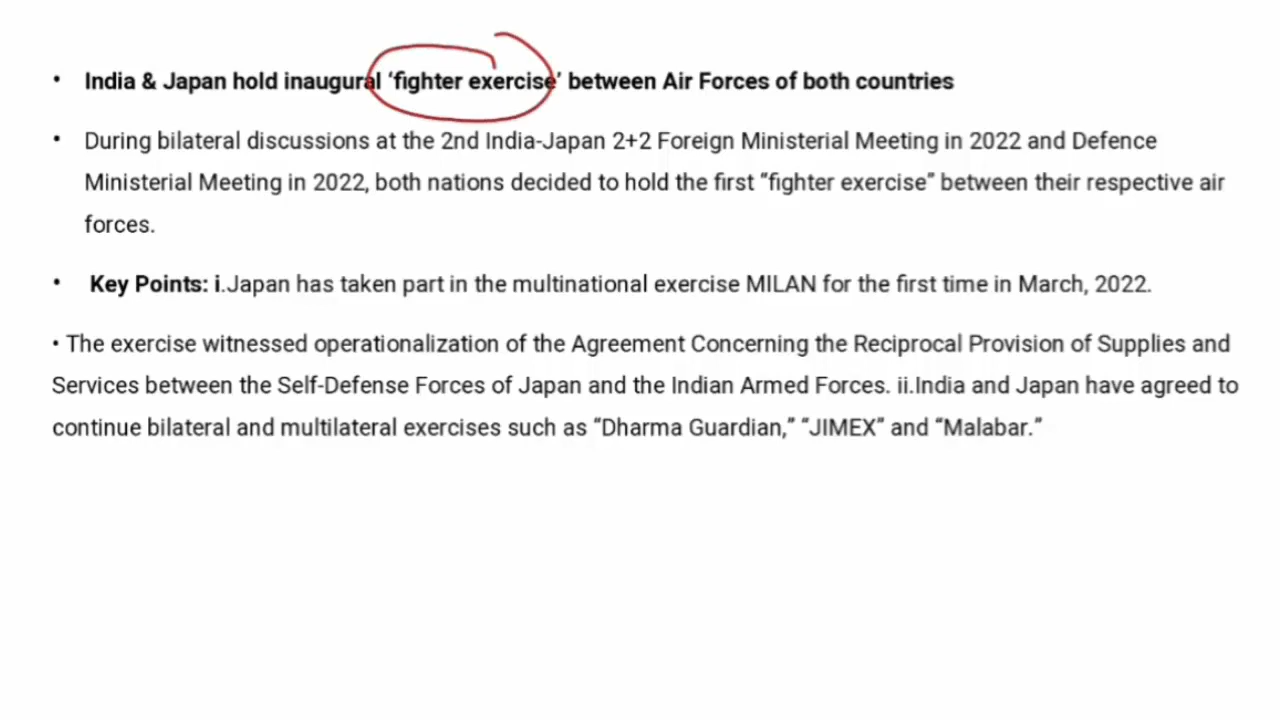 • India & Japan hold inaugural ‘fighter exercise’ between Air Forces of both countries
• During bilateral discussions at the 2nd India-Japan 2+2 Foreign Ministerial Meeting in 2022 and Defence
Ministerial Meeting in 2022, both nations decided to hold the first “fighter exercise” between their respective air
forces.
• Key Points: i.Japan has taken part in the multinational exercise MILAN for the first time in March, 2022.
• The exercise witnessed operationalization of the Agreement Concerning the Reciprocal Provision of Supplies and
Services between the Self-Defense Forces of Japan and the Indian Armed Forces. ii.India and Japan have agreed to
continue bilateral and multilateral exercises such as “Dharma Guardian,” “JIMEX” and “Malabar.”